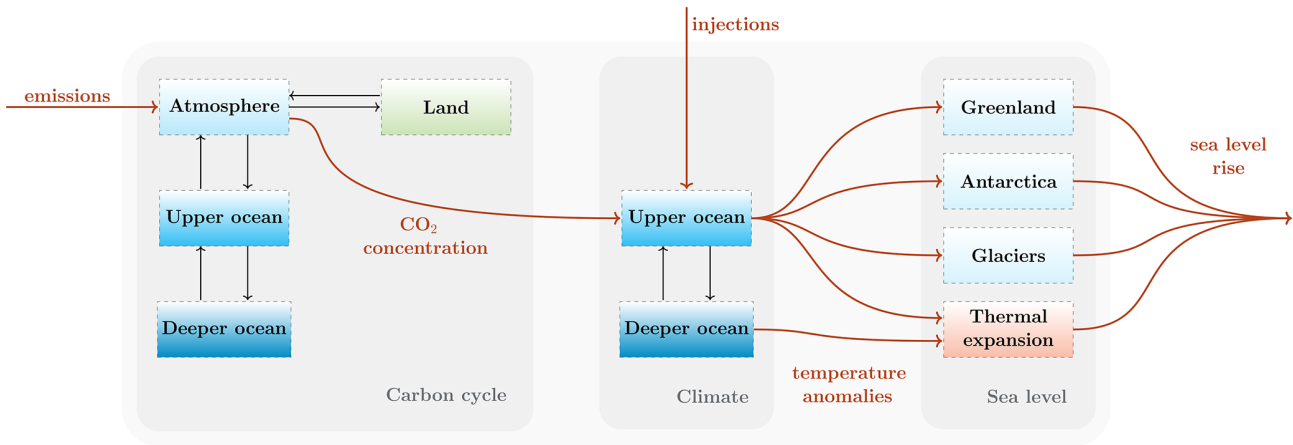 injections
emissions
Atmosphere
Land
Greenland
sea level
rise
Antarctica
Upper ocean
CO₂
concentration
Upper ocean
Glaciers
Deeper ocean
Deeper ocean
Thermal
expansion
temperature
anomalies
Carbon cycle
Climate
Sea level